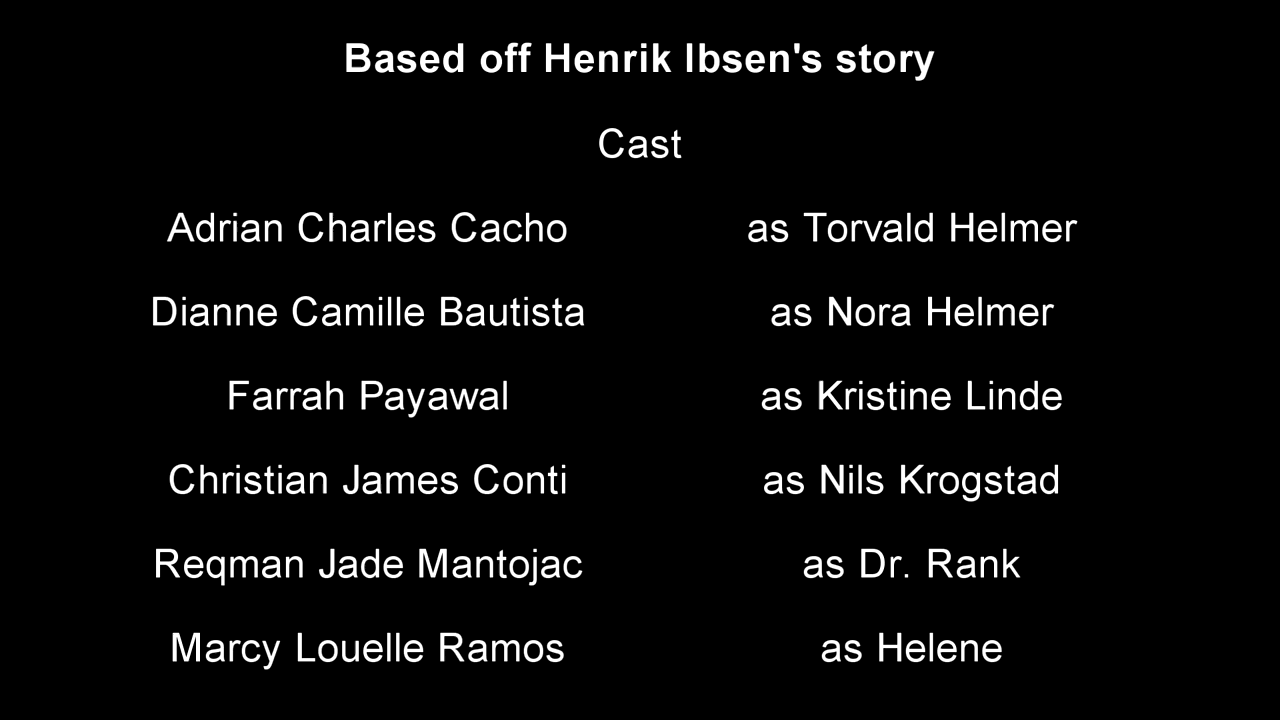 Based off Henrik Ibsen's story
Cast
Adrian Charles Cacho as Torvald Helmer
Dianne Camille Bautista as Nora Helmer
Farrah Payawal as Kristine Linde
Christian James Conti as Nils Krogstad
Reqman Jade Mantojac as Dr. Rank
Marcy Louelle Ramos as Helene